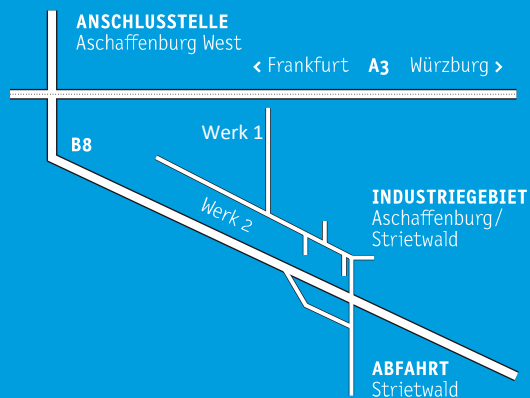 ANSCHLUSSTELLE
Aschaffenburg West
‹ Frankfurt A3 Würzburg ›
Werk 1
B8
Werk 2
INDUSTRIEGEBIET
Aschaffenburg/
Strietwald
ABFAHRT
Strietwald